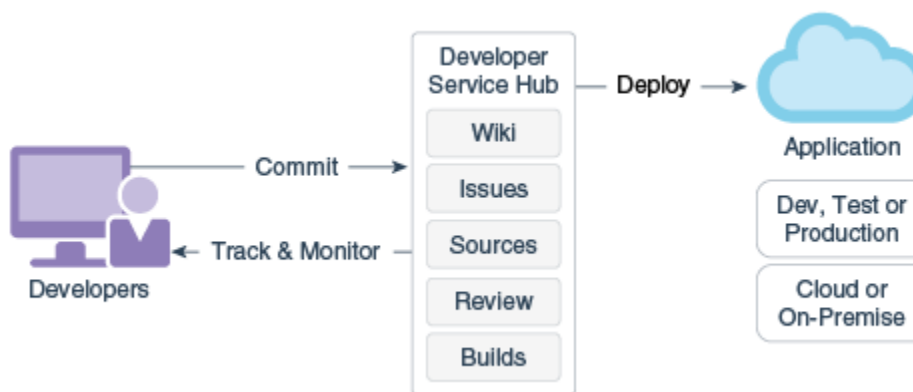 Developer
Service Hub
Wiki
Issues
Sources
Review
Builds
Commit
Track & Monitor
Developers
Deploy
Application
Dev, Test or
Production
Cloud or
On-Premise